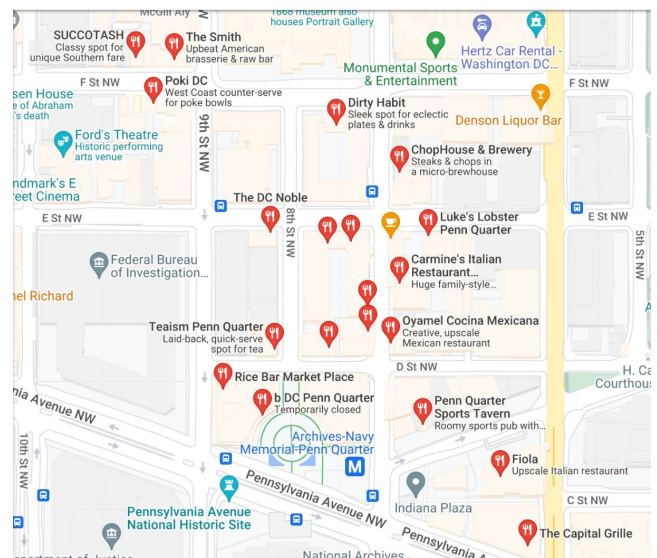 McGill Aly
9th St NW
1868 museum also
houses Portrait Gallery
SUCCOTASH
Classy spot for
unique Southern fare
The Smith
Upbeat American
brasserie & raw bar
Hertz Car Rental -
Washington DC...
Monumental Sports
& Entertainment
F St NW
F St NW
Poki DC
West Coast counter-serve
for poke bowls
sen House
e of Abraham
's death
Dirty Habit
Sleek spot for eclectic
plates & drinks
Denson Liquor Bar
9th St NW
Ford's Theatre
Historic performing
arts venue
ChopHouse & Brewery
Steaks & chops in
a micro-brewhouse
ndmark's E
reet Cinema
The DC Noble
E St NW
8th St NW
Luke's Lobster
Penn Quarter
E St NW
5th St NW
Federal Bureau
of Investigation...
Carmine's Italian
Restaurant...
Huge family-style...
el Richard
Teaism Penn Quarter
Laid-back, quick-serve
spot for tea
Oyamel Cocina Mexicana
Creative, upscale
Mexican restaurant
D St NW
Rice Bar Market Place
H. Ca
Courthous
b DC Penn Quarter
Temporarily closed
ia Avenue NW
Penn Quarter
Sports Tavern
Roomy sports pub with...
10th St NW
Archives-Navy
Memorial-Penn Quarter
M
Fiola
Upscale Italian restaurant
Pennsylvania Avenue NW
Indiana Plaza
Pennsylvania Avenue
National Historic Site
C St NW
Pennsylvania Ave
The Capital Grille
National Archives